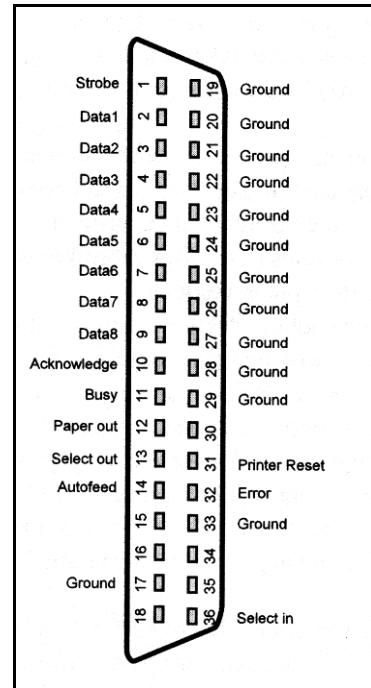 Strobe 1 19 Ground
Data1 2 20 Ground
Data2 3 21 Ground
Data3 4 22 Ground
Data4 5 23 Ground
Data5 6 24 Ground
Data6 7 25 Ground
Data7 8 26 Ground
Data8 9 27 Ground
Acknowledge 10 28 Ground
Busy 11 29 Ground
Paper out 12 30
Select out 13 31 Printer Reset
Autofeed 14 32 Error
15 33 Ground
16 34
Ground 17 35
18 36 Select in